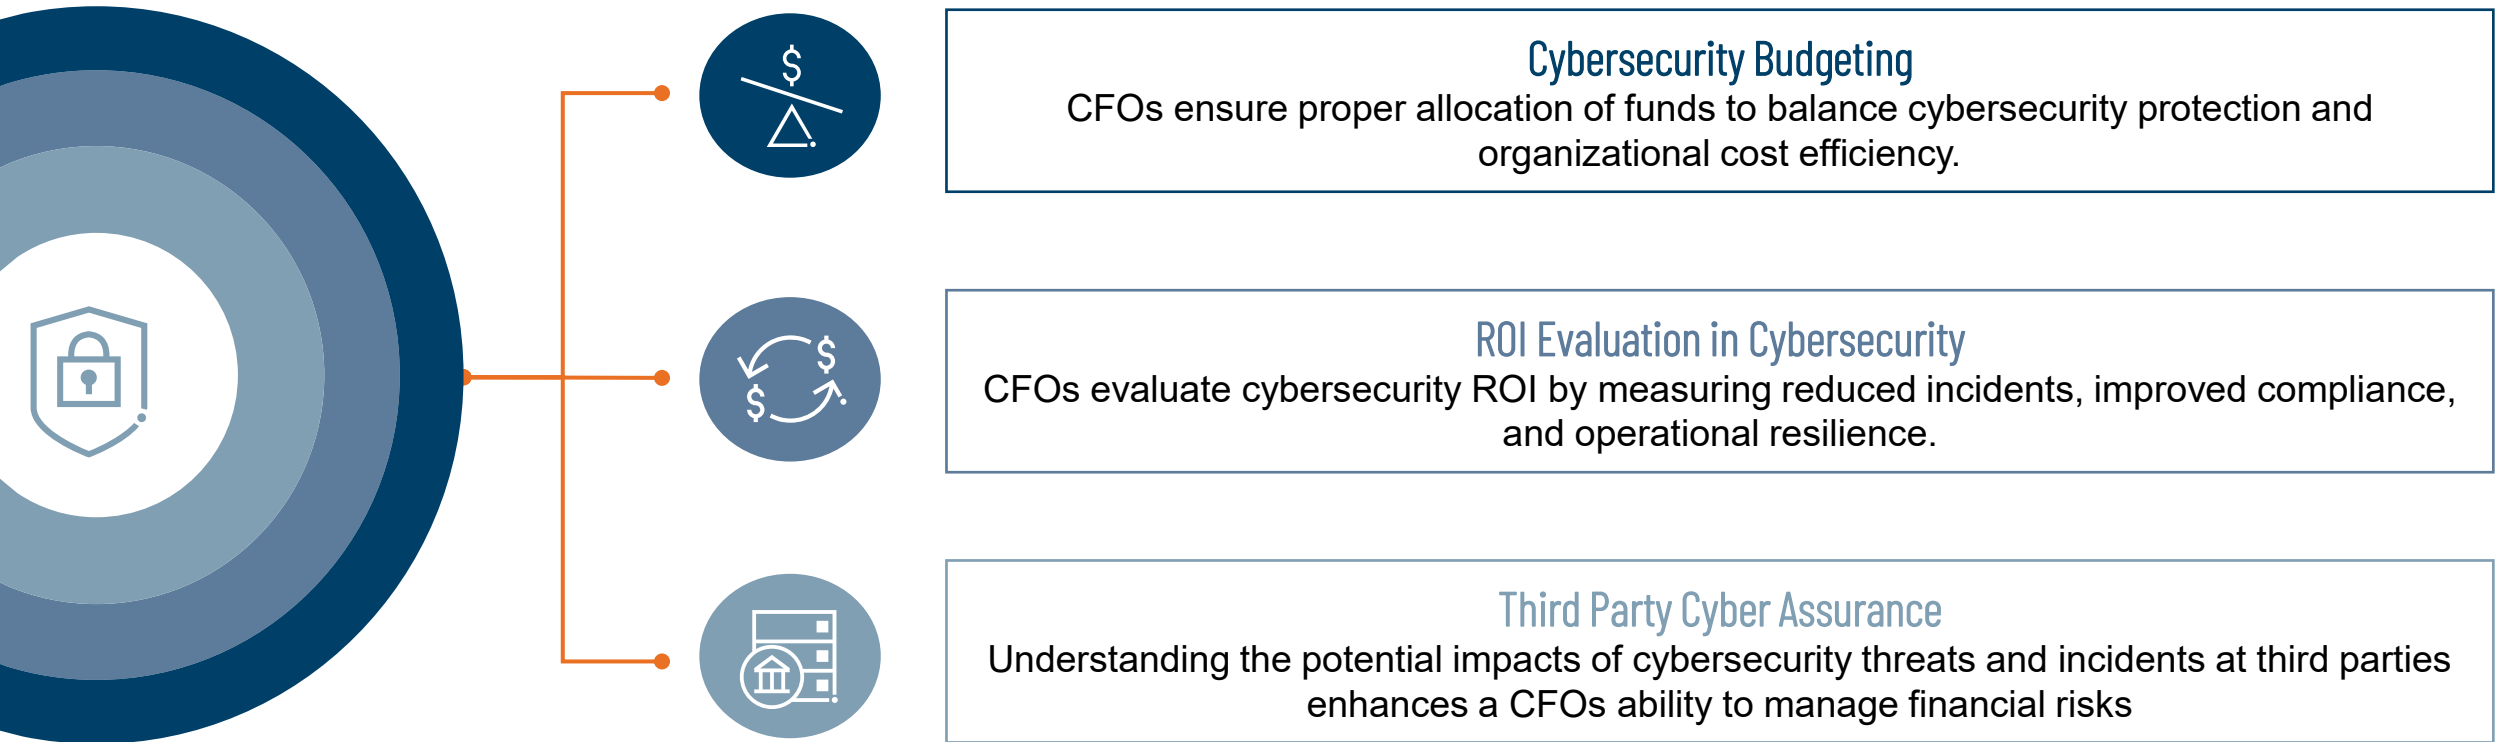 Cybersecurity Budgeting
CFOs ensure proper allocation of funds to balance cybersecurity protection and
organizational cost efficiency.
ROI Evaluation in Cybersecurity
CFOs evaluate cybersecurity ROI by measuring reduced incidents, improved compliance,
and operational resilience.
Third Party Cyber Assurance
Understanding the potential impacts of cybersecurity threats and incidents at third parties
enhances a CFOs ability to manage financial risks